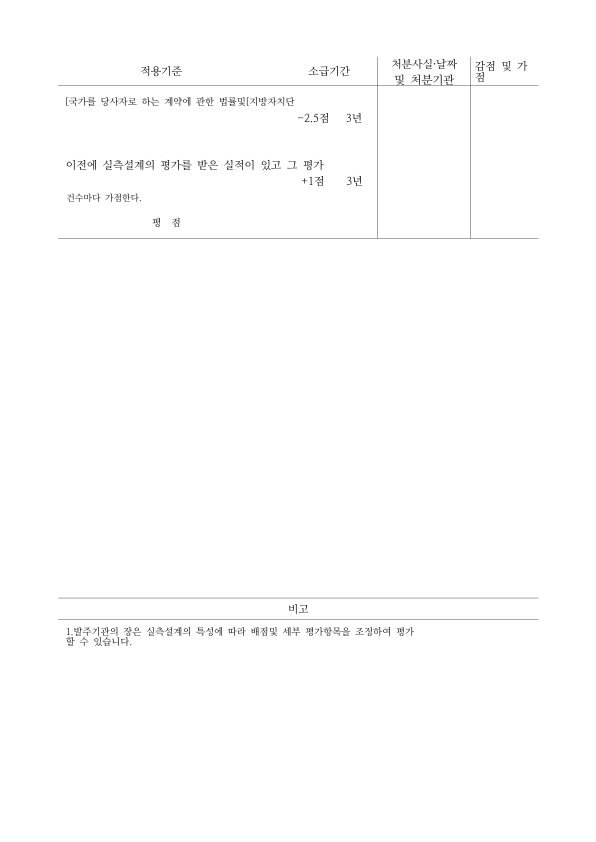 적용기준 소급기간 처분사실·날짜 및 처분기관 감점 및 가점
[국가를 당사자로 하는 계약에 관한 법률및[지방자치단
-2.5점 3년
이전에 실측설계의 평가를 받은 실적이 있고 그 평가
+1점 3년
건수마다 가점한다.
평 점
비고
1.발주기관의 장은 실측설계의 특성에 따라 배점및 세부 평가항목을 조정하여 평가
할 수 있습니다.